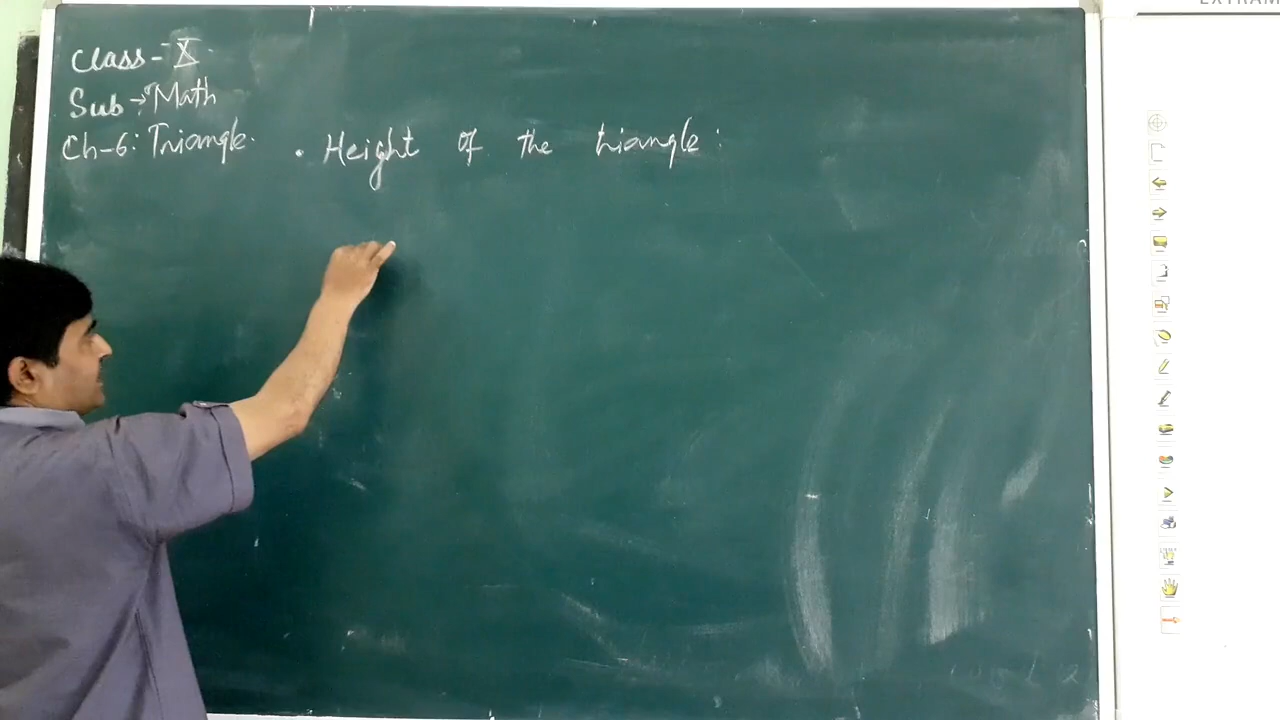 Class - X
Sub → Math
Ch-6: Triangle.
• Height of the triangle: